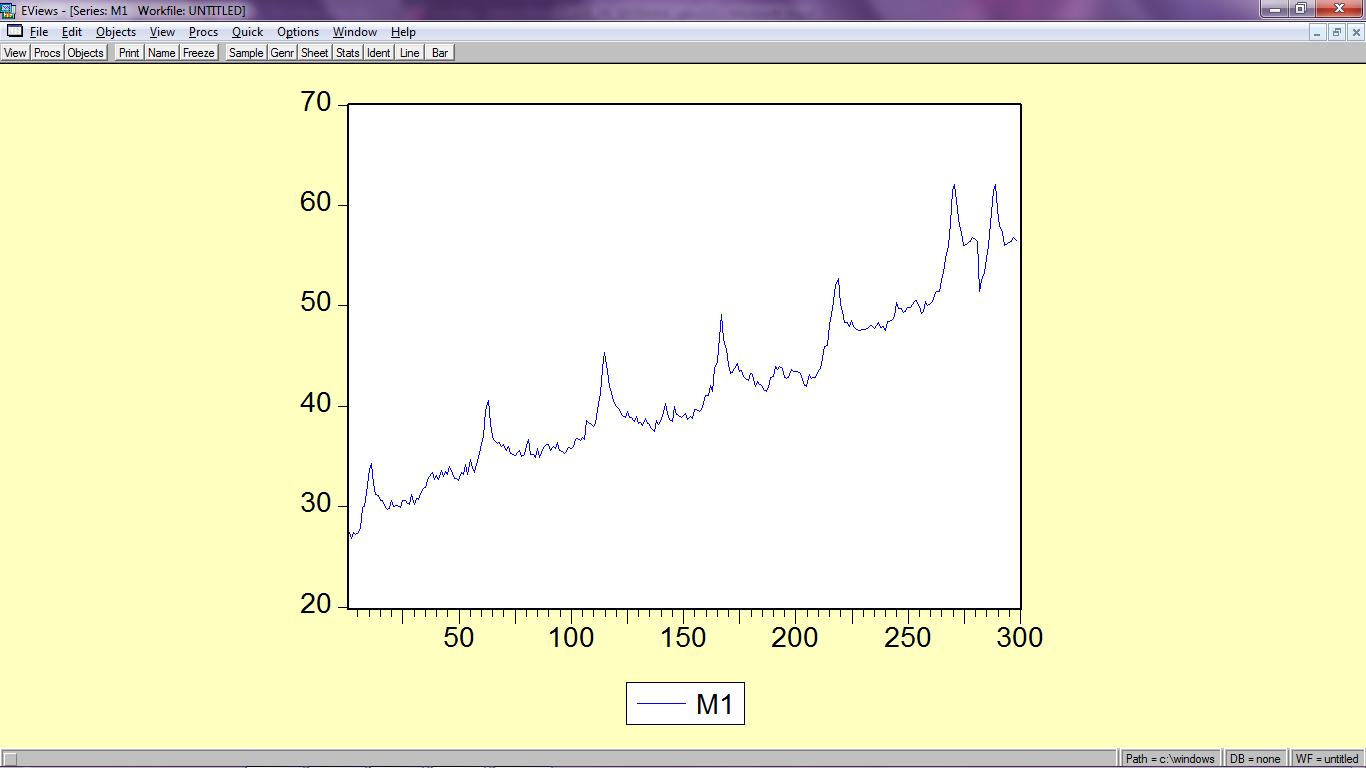 EViews - [Series: M1   Workfile: UNTITLED]
File Edit Objects View Procs Quick Options Window Help
View Procs Objects Print Name Freeze Sample Genr Sheet Stats Ident Line Bar
70
60
50
40
30
20
50 100 150 200 250 300
M1
Path = c:\windows DB = none WF = untitled